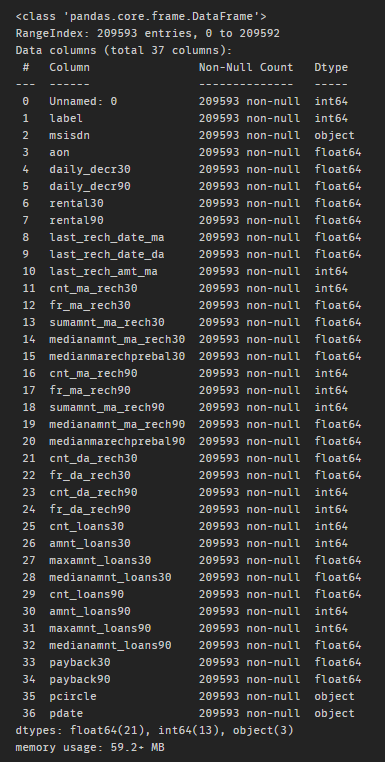 <class 'pandas.core.frame.DataFrame'>
RangeIndex: 209593 entries, 0 to 209592
Data columns (total 37 columns):
 #   Column                Non-Null Count   Dtype
---  ------                --------------   -----
 0   Unnamed: 0            209593 non-null  int64
 1   label                 209593 non-null  int64
 2   msisdn                209593 non-null  object
 3   aon                   209593 non-null  float64
 4   daily_decr30          209593 non-null  float64
 5   daily_decr90          209593 non-null  float64
 6   rental30              209593 non-null  float64
 7   rental90              209593 non-null  float64
 8   last_rech_date_ma     209593 non-null  float64
 9   last_rech_date_da     209593 non-null  float64
 10  last_rech_amt_ma      209593 non-null  int64
 11  cnt_ma_rech30         209593 non-null  int64
 12  fr_ma_rech30          209593 non-null  float64
 13  sumamnt_ma_rech30     209593 non-null  float64
 14  medianamnt_ma_rech30  209593 non-null  float64
 15  medianmarechprebal30  209593 non-null  float64
 16  cnt_ma_rech90         209593 non-null  int64
 17  fr_ma_rech90          209593 non-null  int64
 18  sumamnt_ma_rech90     209593 non-null  int64
 19  medianamnt_ma_rech90  209593 non-null  float64
 20  medianmarechprebal90  209593 non-null  float64
 21  cnt_da_rech30         209593 non-null  float64
 22  fr_da_rech30          209593 non-null  float64
 23  cnt_da_rech90         209593 non-null  int64
 24  fr_da_rech90          209593 non-null  int64
 25  cnt_loans30           209593 non-null  int64
 26  amnt_loans30          209593 non-null  int64
 27  maxamnt_loans30       209593 non-null  float64
 28  medianamnt_loans30    209593 non-null  float64
 29  cnt_loans90           209593 non-null  float64
 30  amnt_loans90          209593 non-null  int64
 31  maxamnt_loans90       209593 non-null  int64
 32  medianamnt_loans90    209593 non-null  float64
 33  payback30             209593 non-null  float64
 34  payback90             209593 non-null  float64
 35  pcircle               209593 non-null  object
 36  pdate                 209593 non-null  object
dtypes: float64(21), int64(13), object(3)
memory usage: 59.2+ MB